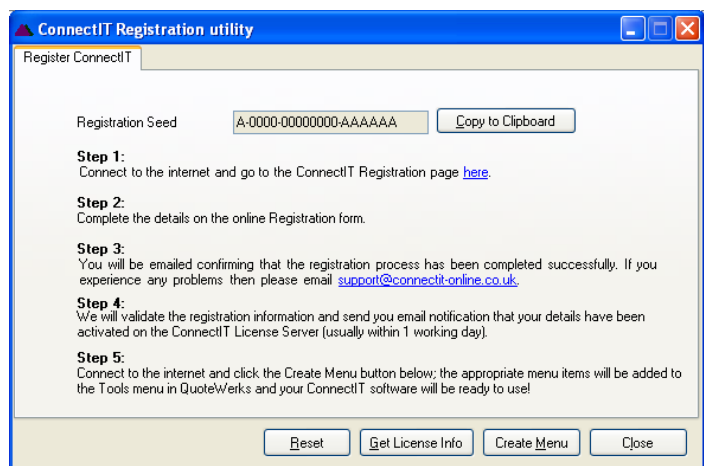 ConnectIT Registration utility
Register ConnectIT
Registration Seed A-0000-00000000-AAAAAA Copy to Clipboard
Step 1:
Connect to the internet and go to the ConnectIT Registration page here.
Step 2:
Complete the details on the online Registration form.
Step 3:
You will be emailed confirming that the registration process has been completed successfully. If you
experience any problems then please email support@connectit-online.co.uk.
Step 4:
We will validate the registration information and send you email notification that your details have been
activated on the ConnectIT License Server (usually within 1 working day).
Step 5:
Connect to the internet and click the Create Menu button below; the appropriate menu items will be added to
the Tools menu in QuoteWerks and your ConnectIT software will be ready to use!
Reset Get License Info Create Menu Close